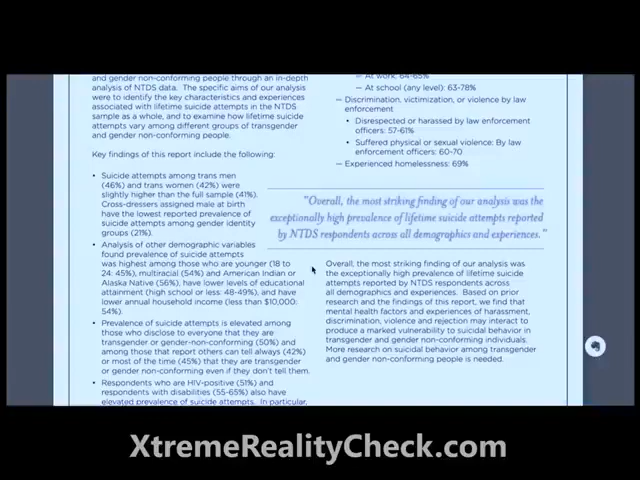 and gender non-conforming people through an in-depth
analysis of NTDS data. The specific aims of our analysis
were to identify the key characteristics and experiences
associated with lifetime suicide attempts in the NTDS
sample as a whole, and to examine how lifetime suicide
attempts vary among different groups of transgender
and gender non-conforming people.
Key findings of this report include the following:
• Suicide attempts among trans men
(46%) and trans women (42%) were
slightly higher than the full sample (41%).
Cross-dressers assigned male at birth
have the lowest reported prevalence of
suicide attempts among gender identity
groups (21%).
• Analysis of other demographic variables
found prevalence of suicide attempts
was highest among those who are younger (18 to
24: 45%), multiracial (54%) and American Indian or
Alaska Native (56%), have lower levels of educational
attainment (high school or less: 48-49%), and have
lower annual household income (less than $10,000:
54%).
• Prevalence of suicide attempts is elevated among
those who disclose to everyone that they are
transgender or gender-non-conforming (50%) and
among those that report others can tell always (42%)
or most of the time (45%) that they are transgender
or gender non-conforming even if they don't tell them.
• Respondents who are HIV-positive (51%) and
respondents with disabilities (55-65%) also have
elevated prevalence of suicide attempts. In particular,
— At work: 64-65%
— At school (any level): 63-78%
— Discrimination, victimization, or violence by law
enforcement
• Disrespected or harassed by law enforcement
officers: 57-61%
• Suffered physical or sexual violence: By law
enforcement officers: 60-70
— Experienced homelessness: 69%
"Overall, the most striking finding of our analysis was the
exceptionally high prevalence of lifetime suicide attempts reported
by NTDS respondents across all demographics and experiences."
Overall, the most striking finding of our analysis was
the exceptionally high prevalence of lifetime suicide
attempts reported by NTDS respondents across
all demographics and experiences. Based on prior
research and the findings of this report, we find that
mental health factors and experiences of harassment,
discrimination, violence and rejection may interact to
produce a marked vulnerability to suicidal behavior in
transgender and gender non-conforming individuals.
More research on suicidal behavior among transgender
and gender non-conforming people is needed.
XtremeRealityCheck.com